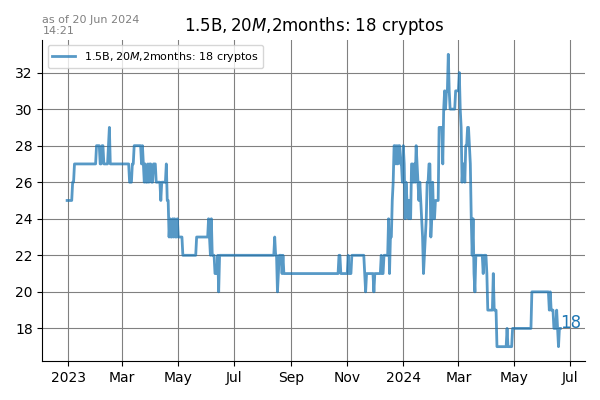 as of 20 Jun 2024
14:21
1.5B, 20M,2months: 18 cryptos
1.5B, 20M,2months: 18 cryptos
32
30
28
26
24
22
20
18
18
2023 Mar May Jul Sep Nov 2024 Mar May Jul